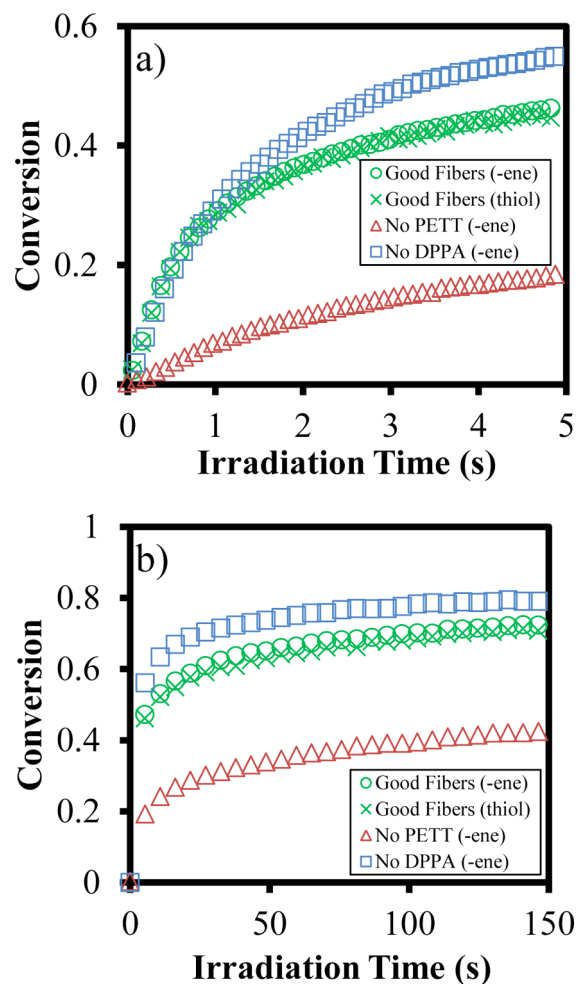 a)
0.6
0.4
0.2
0
Conversion
Good Fibers (-ene)
Good Fibers (thiol)
No PETT (-ene)
No DPPA (-ene)
0 1 2 3 4 5
Irradiation Time (s)
b)
1
0.8
0.6
0.4
0.2
0
Conversion
Good Fibers (-ene)
Good Fibers (thiol)
No PETT (-ene)
No DPPA (-ene)
0 50 100 150
Irradiation Time (s)